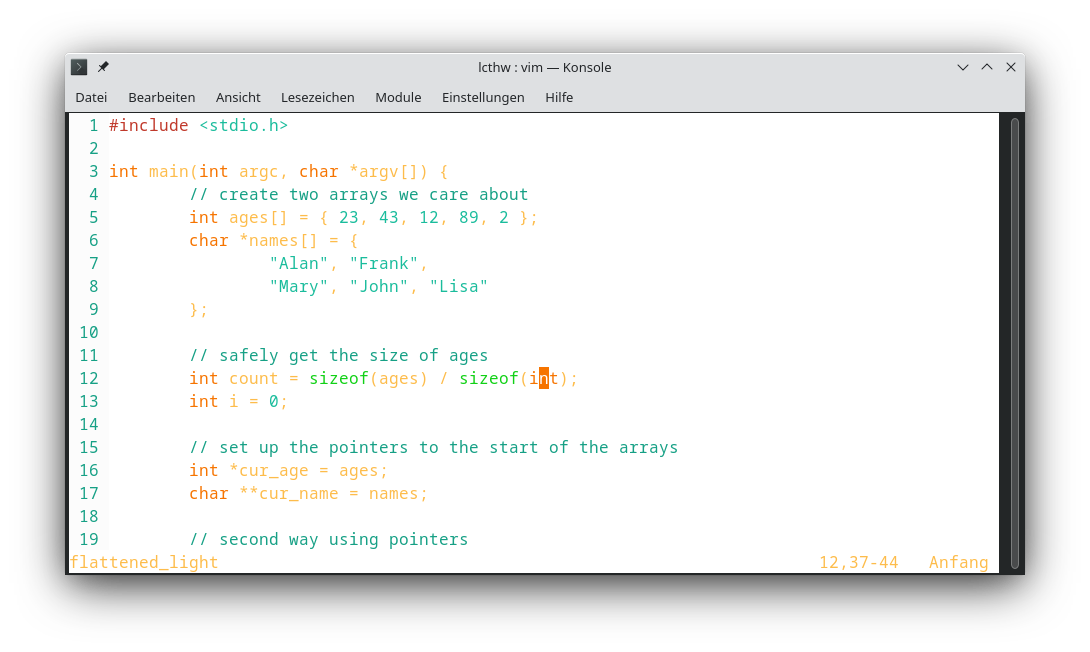 lcthw : vim — Konsole
Datei Bearbeiten Ansicht Lesezeichen Module Einstellungen Hilfe
1 #include <stdio.h>
2
3 int main(int argc, char *argv[]) {
4         // create two arrays we care about
5         int ages[] = { 23, 43, 12, 89, 2 };
6         char *names[] = {
7                 "Alan", "Frank",
8                 "Mary", "John", "Lisa"
9         };
10
11         // safely get the size of ages
12         int count = sizeof(ages) / sizeof(int);
13         int i = 0;
14
15         // set up the pointers to the start of the arrays
16         int *cur_age = ages;
17         char **cur_name = names;
18
19         // second way using pointers
flattened_light 12,37-44 Anfang